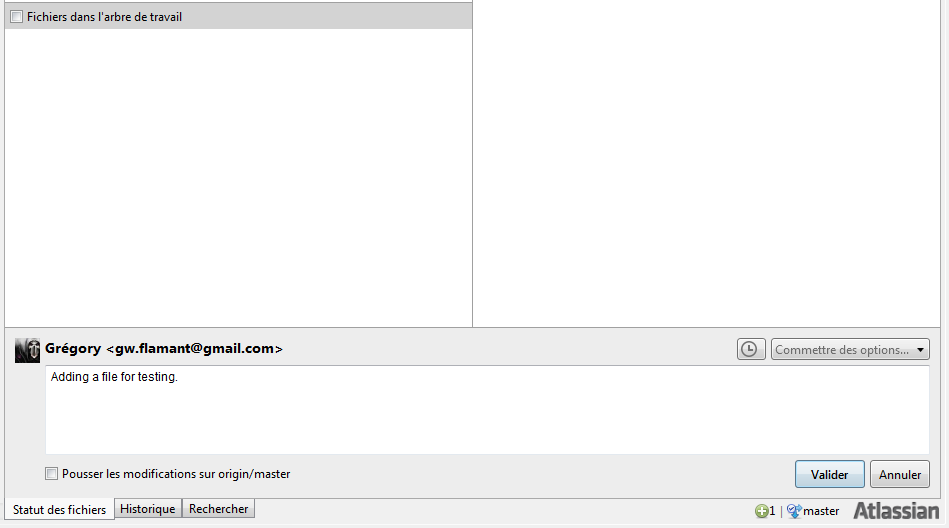 Fichiers dans l'arbre de travail
Grégory <gw.flamant@gmail.com>
Commettre des options...
Adding a file for testing.
Pousser les modifications sur origin/master
Valider
Annuler
Statut des fichiers
Historique
Rechercher
1 | master
Atlassian